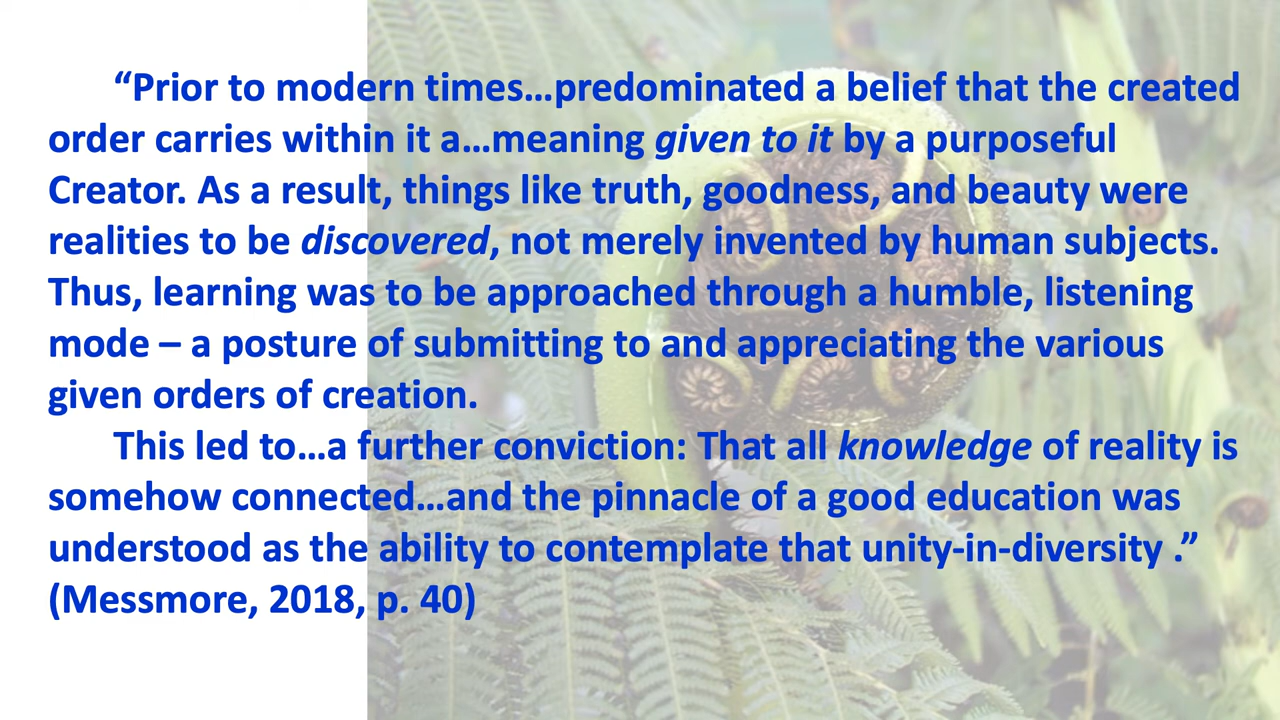 “Prior to modern times…predominated a belief that the created
order carries within it a…meaning given to it by a purposeful
Creator. As a result, things like truth, goodness, and beauty were
realities to be discovered, not merely invented by human subjects.
Thus, learning was to be approached through a humble, listening
mode – a posture of submitting to and appreciating the various
given orders of creation.
This led to…a further conviction: That all knowledge of reality is
somehow connected…and the pinnacle of a good education was
understood as the ability to contemplate that unity-in-diversity .”
(Messmore, 2018, p. 40)